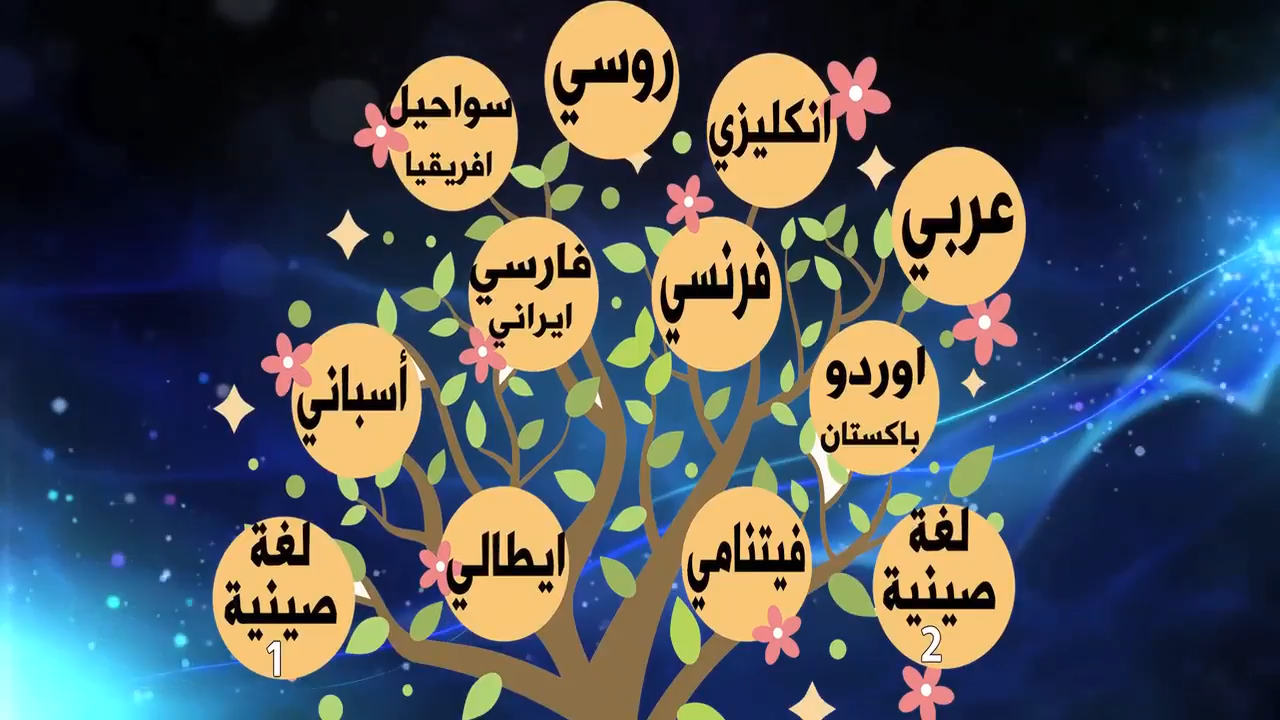 روسي
انكليزي
سواحيل
افريقيا
عربي
فرنسي
فارسي
ايراني
اوردو
باكستان
أسباني
لغة
صينية
2
فيتنامي
ايطالي
لغة
صينية
1